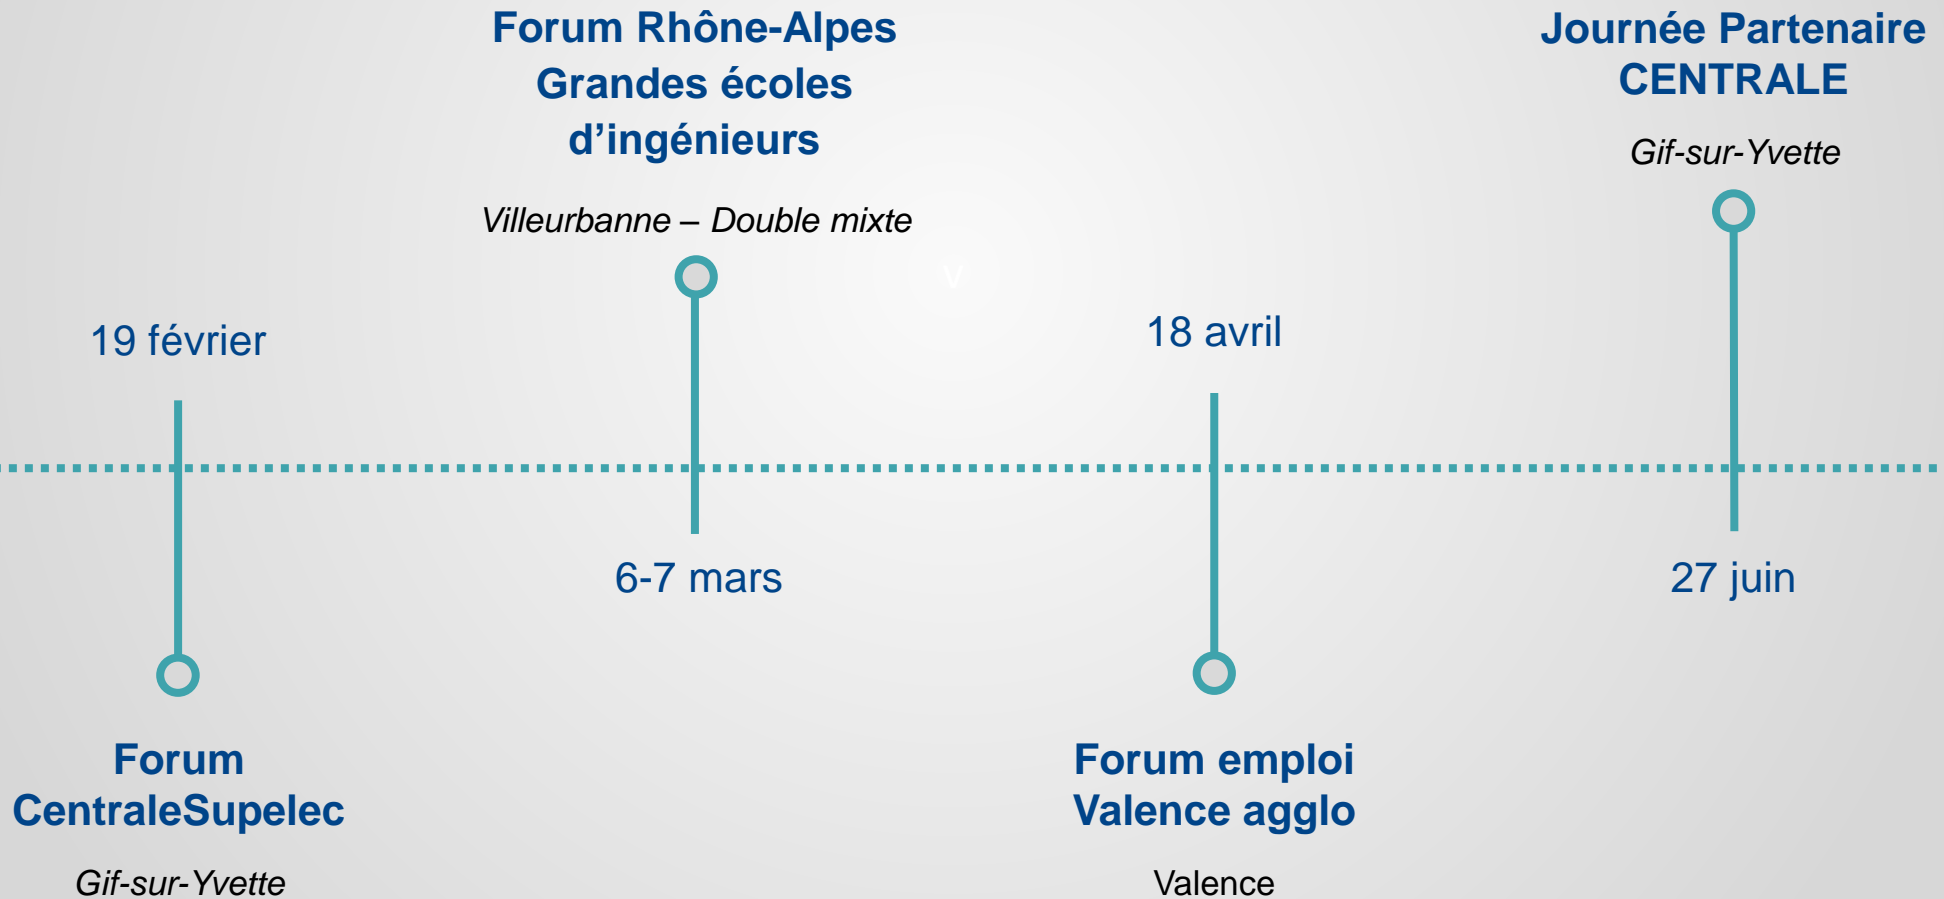 Forum Rhône-Alpes
Grandes écoles
d’ingénieurs
Villeurbanne – Double mixte
Journée Partenaire
CENTRALE
Gif-sur-Yvette
v
19 février
18 avril
6-7 mars
27 juin
Forum
CentraleSupelec
Gif-sur-Yvette
Forum emploi
Valence agglo
Valence